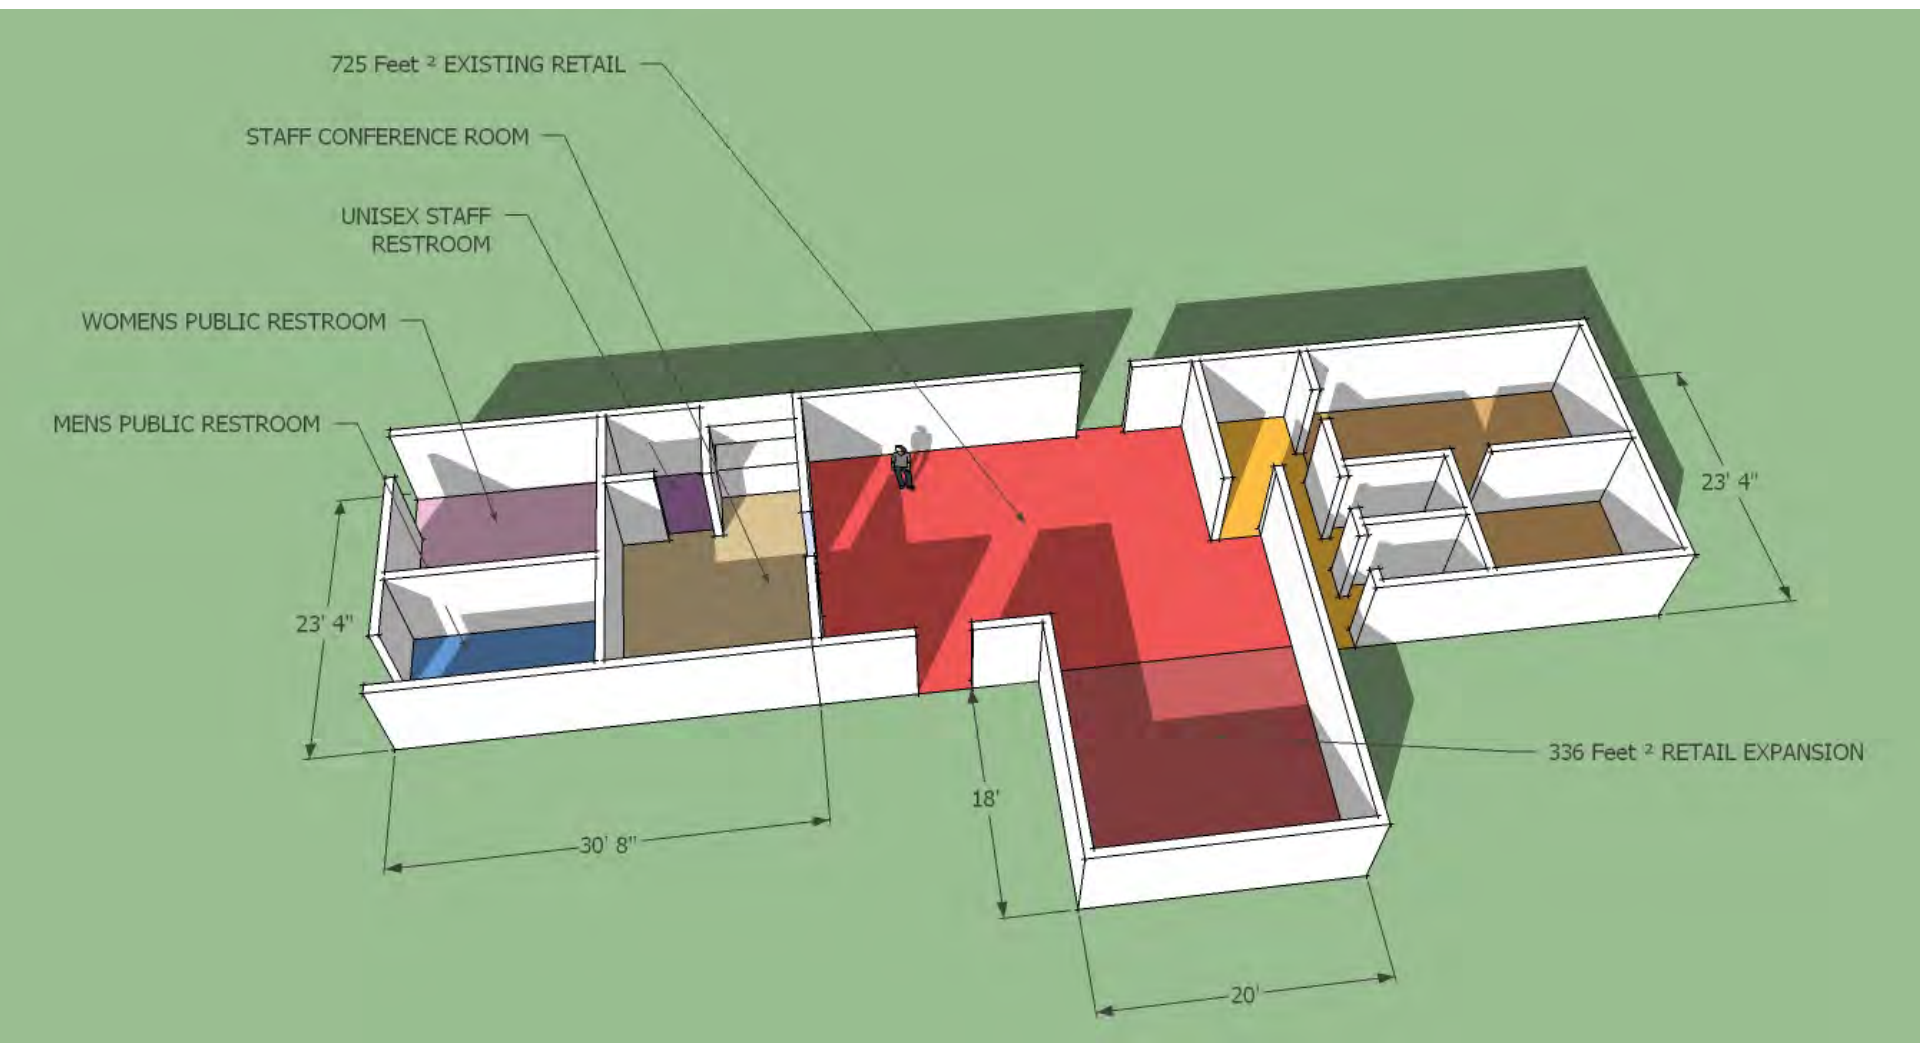 725 Feet ² EXISTING RETAIL
STAFF CONFERENCE ROOM
UNISEX STAFF
RESTROOM
WOMENS PUBLIC RESTROOM
MENS PUBLIC RESTROOM
23' 4"
23' 4"
336 Feet ² RETAIL EXPANSION
18'
30' 8"
20'